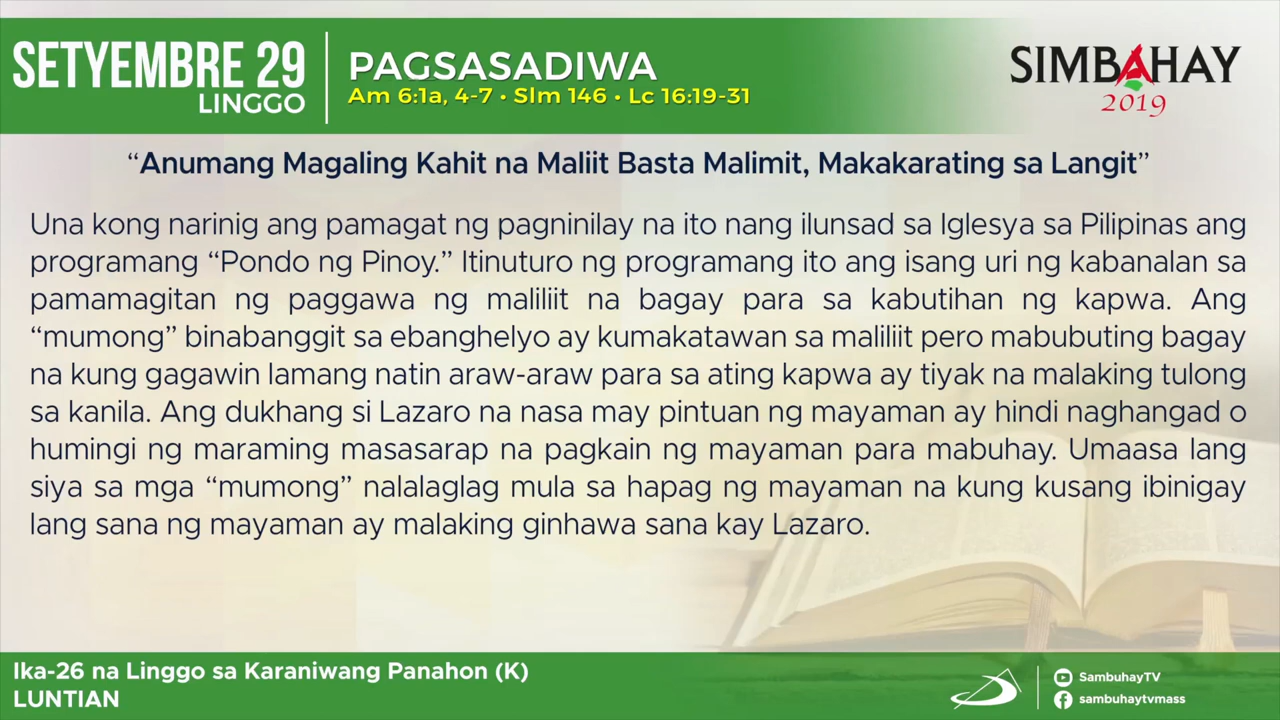 SETYEMBRE 29
LINGGO
PAGSASADIWA
Am 6:1a, 4-7 • Slm 146 • Lc 16:19-31
SIMBAHAY
2019
“Anumang Magaling Kahit na Maliit Basta Malimit, Makakarating sa Langit”
Una kong narinig ang pamagat ng pagninilay na ito nang ilunsad sa Iglesya sa Pilipinas ang
programang “Pondo ng Pinoy.” Itinuturo ng programang ito ang isang uri ng kabanalan sa
pamamagitan ng paggawa ng maliliit na bagay para sa kabutihan ng kapwa. Ang
“mumong” binabanggit sa ebanghelyo ay kumakatawan sa maliliit pero mabubuting bagay
na kung gagawin lamang natin araw-araw para sa ating kapwa ay tiyak na malaking tulong
sa kanila. Ang dukhang si Lazaro na nasa may pintuan ng mayaman ay hindi naghangad o
humingi ng maraming masasarap na pagkain ng mayaman para mabuhay. Umaasa lang
siya sa mga “mumong” nalalaglag mula sa hapag ng mayaman na kung kusang ibinigay
lang sana ng mayaman ay malaking ginhawa sana kay Lazaro.
Ika-26 na Linggo sa Karaniwang Panahon (K)
LUNTIAN
SambuhayTV
sambuhaytvmass